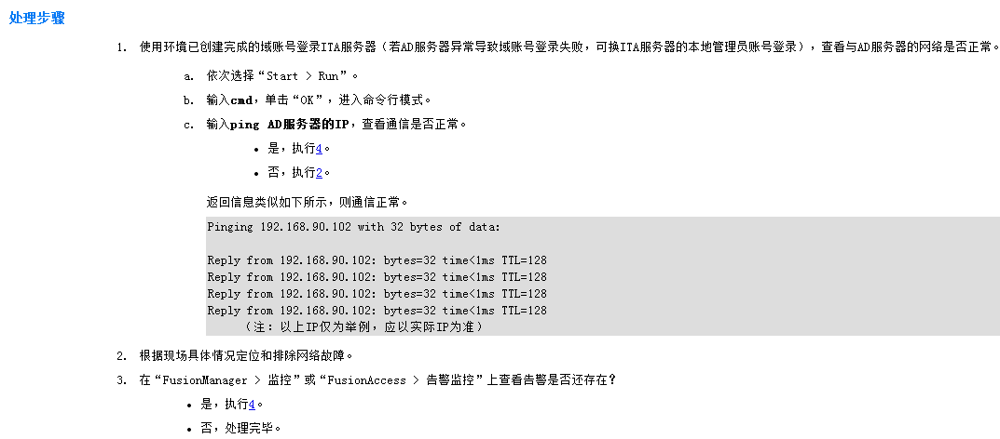 处理步骤
1. 使用环境已创建完成的域账号登录ITA服务器（若AD服务器异常导致域账号登录失败，可换ITA服务器的本地管理员账号登录），查看与AD服务器的网络是否正常。
a. 依次选择“Start > Run”。
b. 输入cmd，单击“OK”，进入命令行模式。
c. 输入ping AD服务器的IP，查看通信是否正常。
• 是，执行4。
• 否，执行2。
返回信息类似如下所示，则通信正常。
Pinging 192.168.90.102 with 32 bytes of data:
Reply from 192.168.90.102: bytes=32 time<1ms TTL=128
Reply from 192.168.90.102: bytes=32 time<1ms TTL=128
Reply from 192.168.90.102: bytes=32 time<1ms TTL=128
Reply from 192.168.90.102: bytes=32 time<1ms TTL=128
（注：以上IP仅为举例，应以实际IP为准）
2. 根据现场具体情况定位和排除网络故障。
3. 在“FusionManager > 监控”或“FusionAccess > 告警监控”上查看告警是否还存在？
• 是，执行4。
• 否，处理完毕。